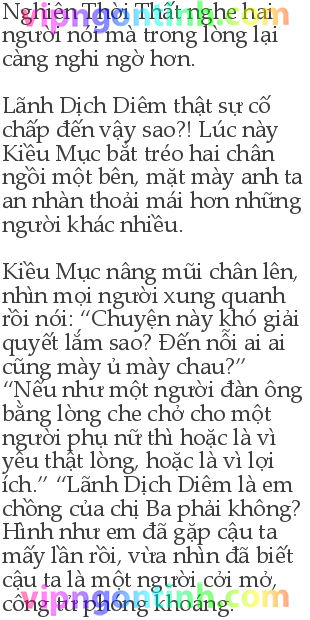 Nghiên Thời Thất nghe hai
người nói mà trong lòng lại
càng nghi ngờ hơn.
Lãnh Dịch Diêm thật sự cố
chấp đến vậy sao?! Lúc này
Kiều Mục bắt tréo hai chân
ngồi một bên, mặt mày anh ta
an nhàn thoải mái hơn những
người khác nhiều.
Kiều Mục nâng mũi chân lên,
nhìn mọi người xung quanh
rồi nói: “Chuyện này khó giải
quyết lắm sao? Đến nỗi ai ai
cũng mày ủ mày chau?”
“Nếu như một người đàn ông
bằng lòng che chở cho một
người phụ nữ thì hoặc là vì
yêu thật lòng, hoặc là vì lợi
ích.” “Lãnh Dịch Diêm là em
chồng của chị Ba phải không?
Hình như em đã gặp cậu ta
mấy lần rồi, vừa nhìn đã biết
cậu ta là một người cởi mở,
công tử phóng khoáng.
vipngontinh.com
vipngontinh.com